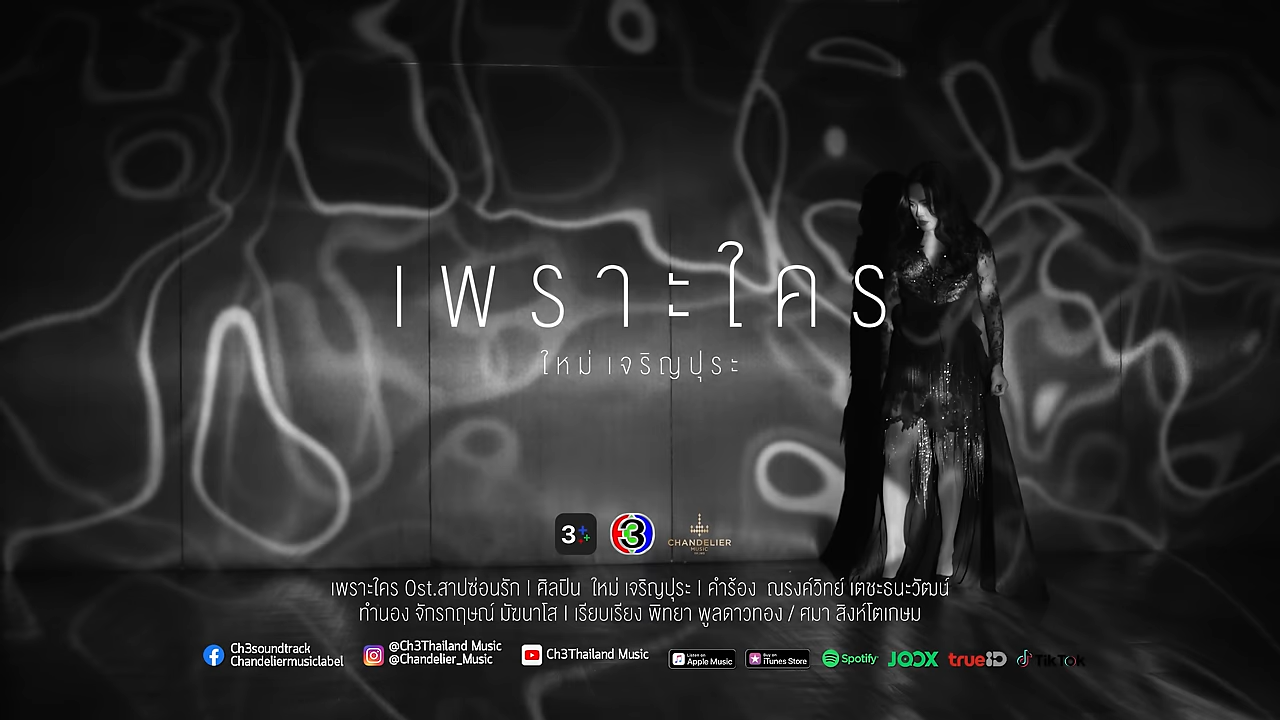 เพราะใคร
ใหม่ เจริญปุระ
3++
3
CHANDELIER
MUSIC
เพราะใคร Ost.สาปซ่อนรัก | ศิลปิน ใหม่ เจริญปุระ | คำร้อง ณรงค์วิทย์ เตชะธนะวัฒน์
ทำนอง จักรกฤษณ์ มัฆนาโส | เรียบเรียง พิทยา พูลดาวทอง / ศมา สิงห์โตเกษม
Ch3soundtrack
Chandeliermusiclabel
@Ch3Thailand Music
@Chandelier_Music
Ch3Thailand Music
Listen on Apple Music
Buy on iTunes Store
Spotify
JOOX
trueID
TikTok